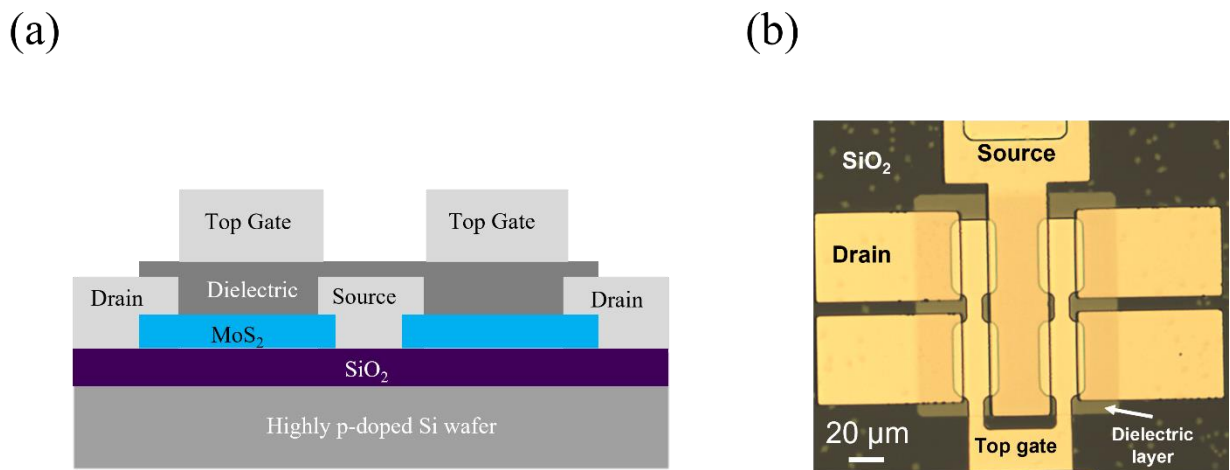 (a)
(b)
Top Gate
Top Gate
Drain
Dielectric
Source
Drain
MoS₂
SiO₂
Highly p-doped Si wafer
SiO₂
Source
Drain
20 μm
Top gate
Dielectric
layer